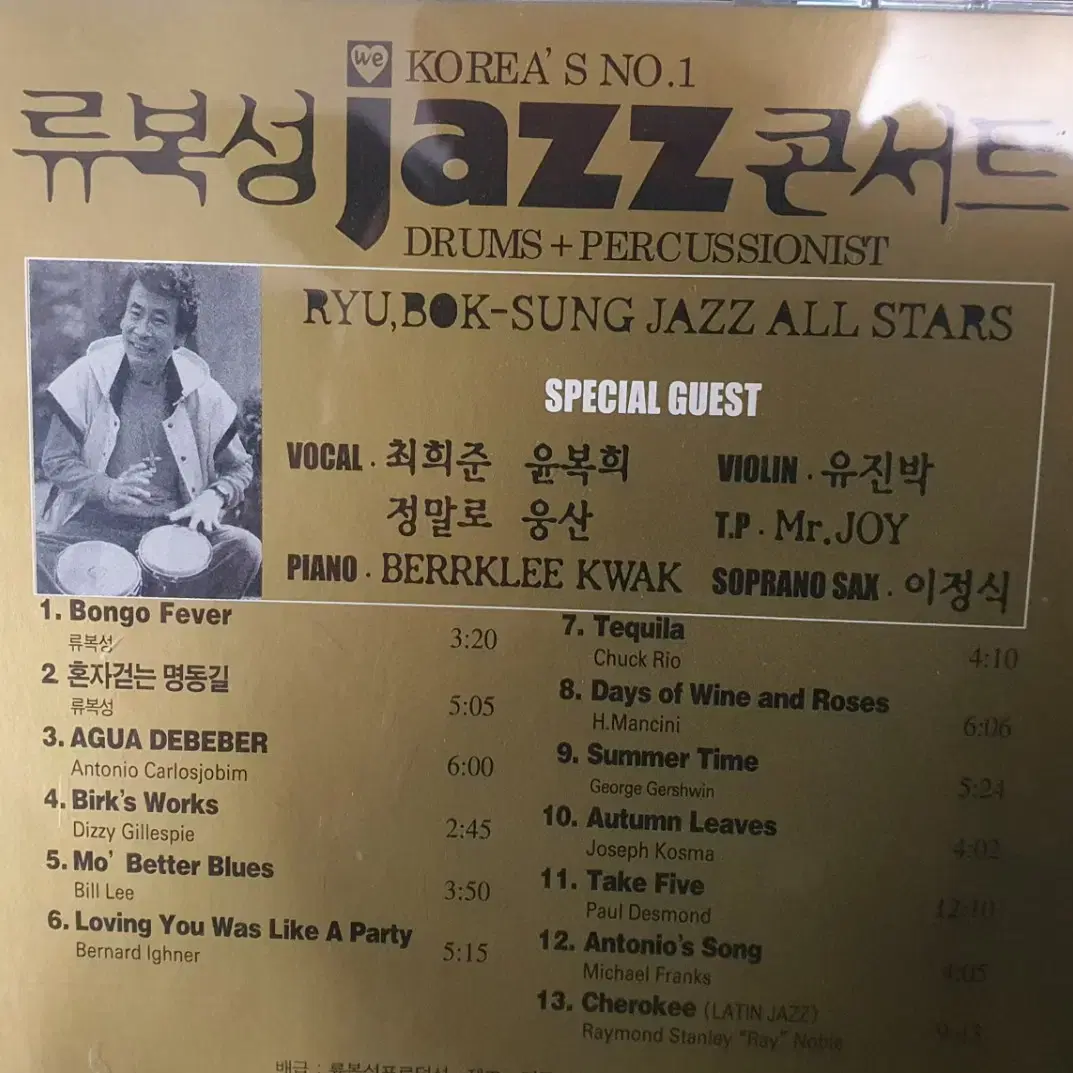 we KOREA'S NO.1
류복성 jazz 콘서트
DRUMS + PERCUSSIONIST
RYU,BOK-SUNG JAZZ ALL STARS
SPECIAL GUEST
VOCAL · 최희준 윤복희
정말로 웅산
PIANO · BERRKLEE KWAK
VIOLIN · 유진박
T.P · Mr.JOY
SOPRANO SAX · 이정식
1. Bongo Fever
류복성 3:20
2 혼자걷는 명동길
류복성 5:05
3. AGUA DEBEBER
Antonio Carlosjobim 6:00
4. Birk's Works
Dizzy Gillespie 2:45
5. Mo' Better Blues
Bill Lee 3:50
6. Loving You Was Like A Party
Bernard Ighner 5:15
7. Tequila
Chuck Rio 4:10
8. Days of Wine and Roses
H.Mancini 6:06
9. Summer Time
George Gershwin 5:24
10. Autumn Leaves
Joseph Kosma 4:02
11. Take Five
Paul Desmond 12:10
12. Antonio's Song
Michael Franks 4:05
13. Cherokee (LATIN JAZZ)
Raymond Stanley "Ray" Noble 9:43
배급 :